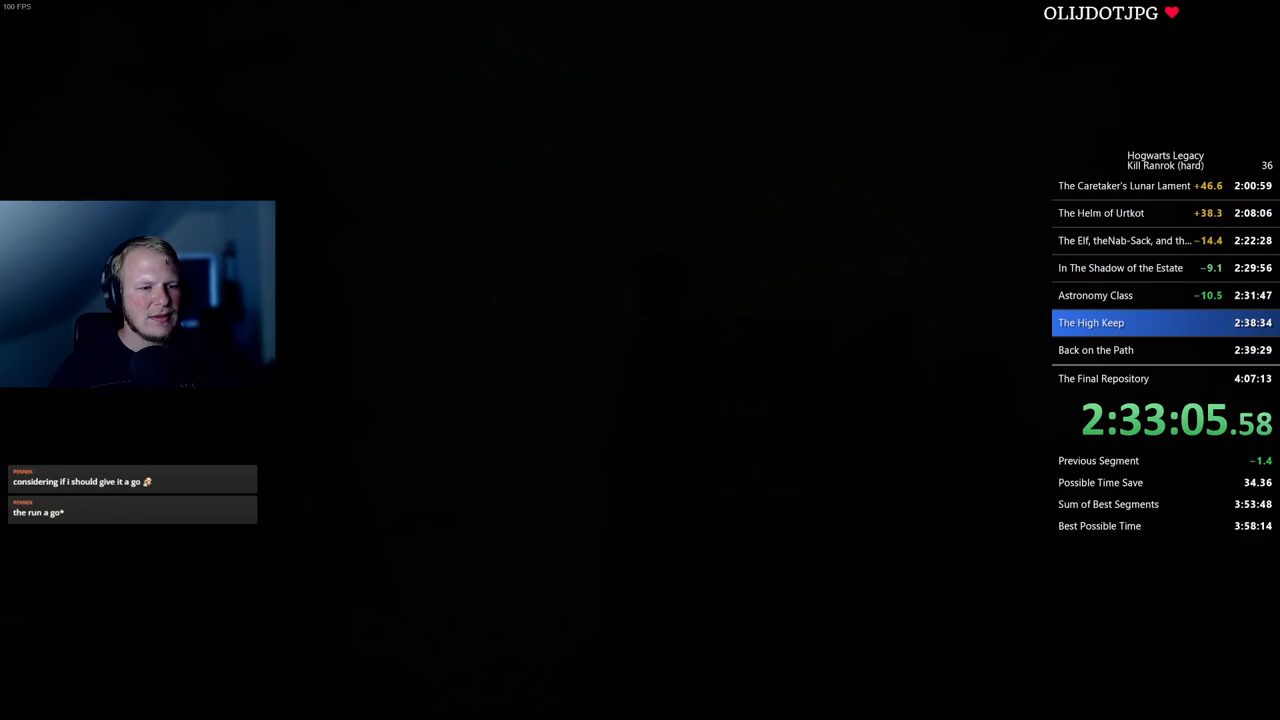 100 FPS
OLIJDOTJPG ❤
Hogwarts Legacy
Kill Ranrok (hard) 36
The Caretaker's Lunar Lament +46.6 2:00:59
The Helm of Urtkot +38.3 2:08:06
The Elf, theNab-Sack, and th... −14.4 2:22:28
In The Shadow of the Estate −9.1 2:29:56
Astronomy Class −10.5 2:31:47
The High Keep 2:38:34
Back on the Path 2:39:29
The Final Repository 4:07:13
2:33:05.58
Previous Segment −1.4
Possible Time Save 34.36
Sum of Best Segments 3:53:48
Best Possible Time 3:58:14
PENNEK
considering if i should give it a go
PENNEK
the run a go*